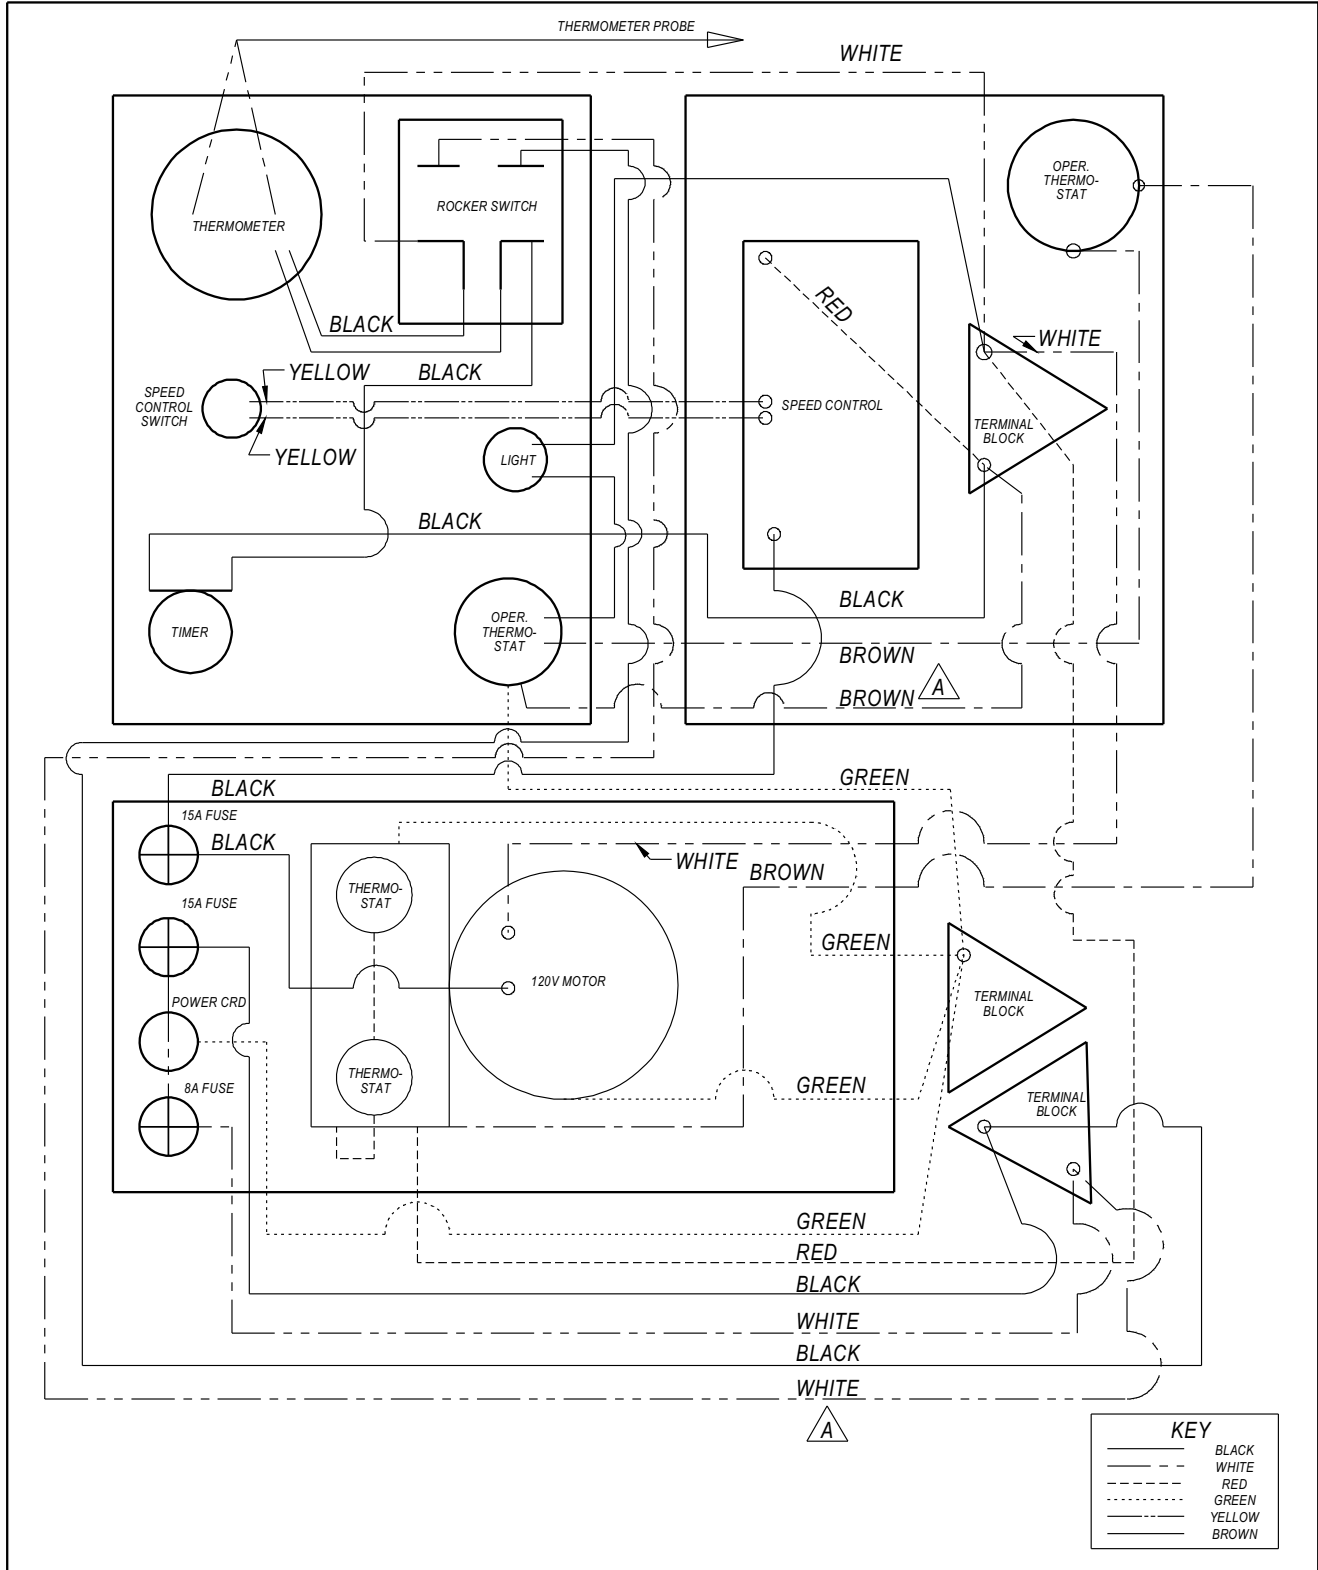 THERMOMETER PROBE
WHITE
OPER.
THERMO-
STAT
ROCKER SWITCH
THERMOMETER
RED
BLACK
WHITE
YELLOW
BLACK
SPEED
CONTROL
SWITCH
SPEED CONTROL
TERMINAL
BLOCK
YELLOW
LIGHT
BLACK
BLACK
TIMER
OPER.
THERMO-
STAT
BROWN
A
BROWN
GREEN
BLACK
15A FUSE
BLACK
WHITE
BROWN
THERMO-
STAT
15A FUSE
GREEN
120V MOTOR
POWER CRD
TERMINAL
BLOCK
THERMO-
STAT
8A FUSE
GREEN
TERMINAL
BLOCK
GREEN
RED
BLACK
WHITE
BLACK
WHITE
A
KEY
BLACK
WHITE
RED
GREEN
YELLOW
BROWN